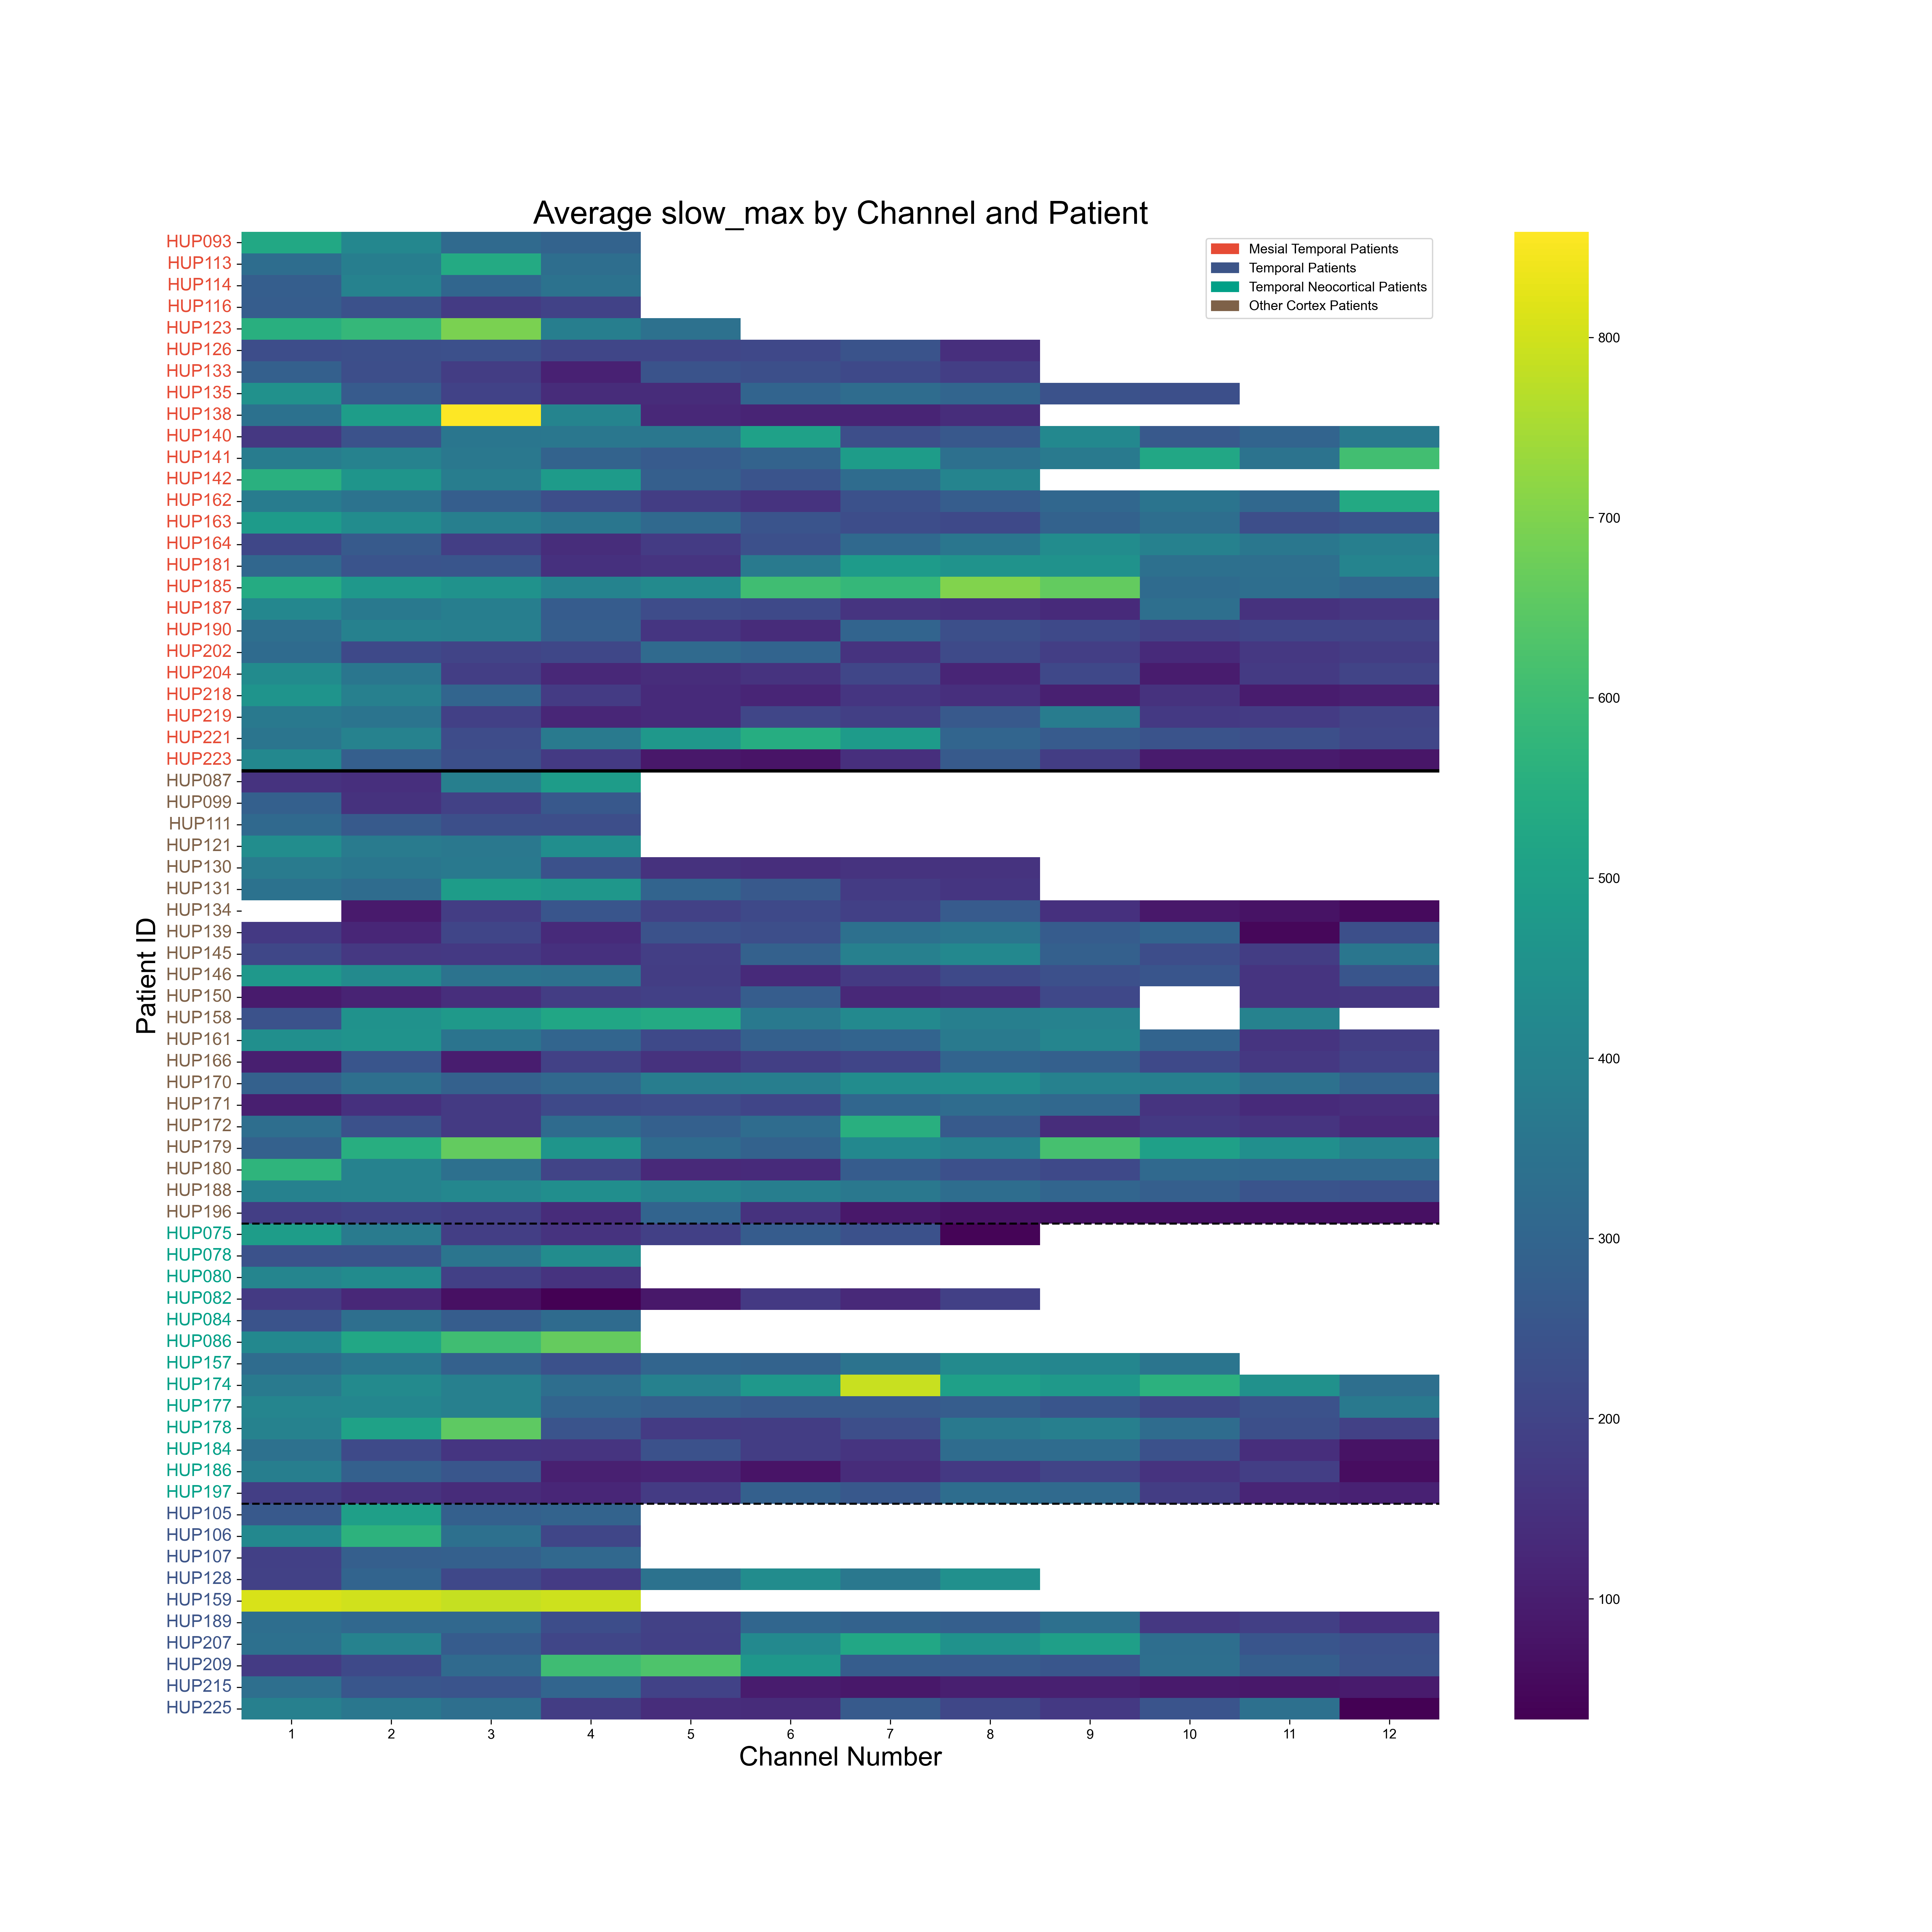 Average slow_max by Channel and Patient
Mesial Temporal Patients
Temporal Patients
Temporal Neocortical Patients
Other Cortex Patients
Patient ID
HUP093
HUP113
HUP114
HUP116
HUP123
HUP126
HUP133
HUP135
HUP138
HUP140
HUP141
HUP142
HUP162
HUP163
HUP164
HUP181
HUP185
HUP187
HUP190
HUP202
HUP204
HUP218
HUP219
HUP221
HUP223
HUP087
HUP099
HUP111
HUP121
HUP130
HUP131
HUP134
HUP139
HUP145
HUP146
HUP150
HUP158
HUP161
HUP166
HUP170
HUP171
HUP172
HUP179
HUP180
HUP188
HUP196
HUP075
HUP078
HUP080
HUP082
HUP084
HUP086
HUP157
HUP174
HUP177
HUP178
HUP184
HUP186
HUP197
HUP105
HUP106
HUP107
HUP128
HUP159
HUP189
HUP207
HUP209
HUP215
HUP225
1 2 3 4 5 6 7 8 9 10 11 12
Channel Number
800
700
600
500
400
300
200
100